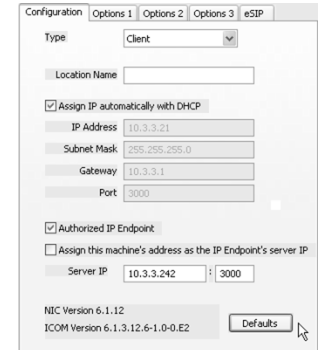 Configuration Options 1 Options 2 Options 3 eSIP
Type Client
Location Name
Assign IP automatically with DHCP
IP Address 10.3.3.21
Subnet Mask 255.255.255.0
Gateway 10.3.3.1
Port 3000
Authorized IP Endpoint
Assign this machine's address as the IP Endpoint's server IP
Server IP 10.3.3.242 : 3000
NIC Version 6.1.12
ICOM Version 6.1.3.12.6-1.0-0.E2
Defaults